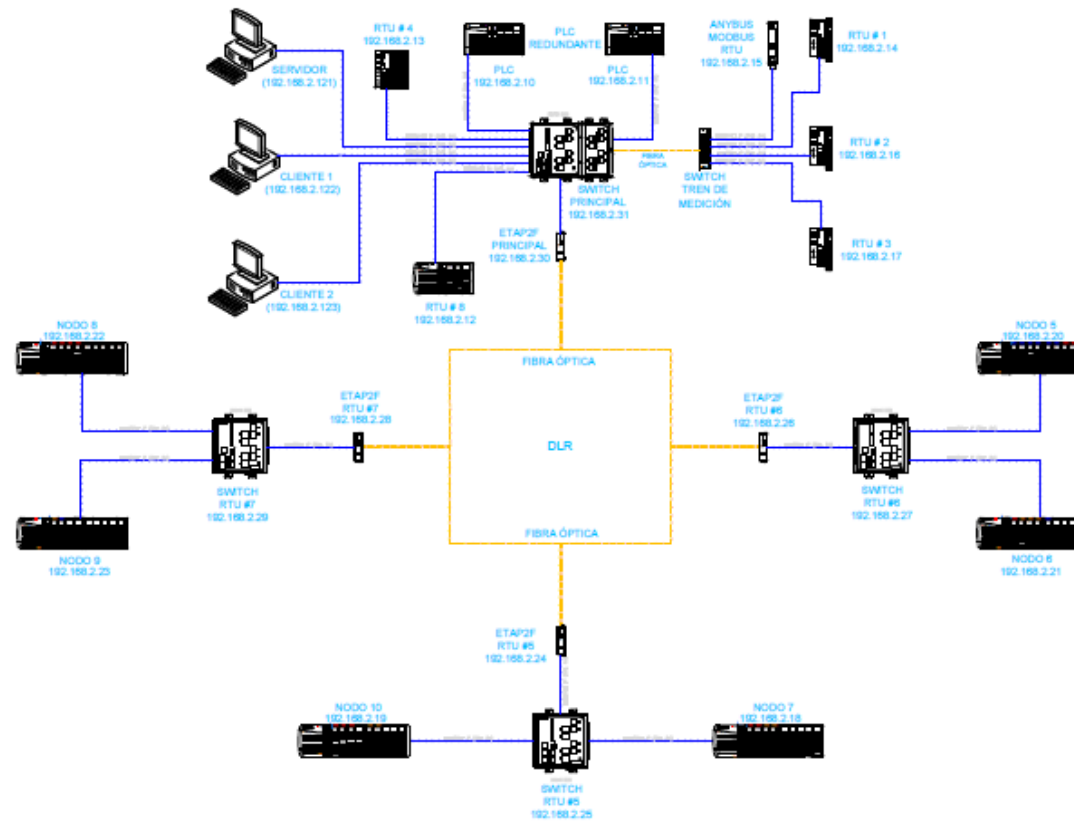 RTU # 4
192.168.2.13
PLC
REDUNDANTE
ANYBUS
MODBUS
RTU
192.168.2.15
RTU # 1
192.168.2.14
SERVIDOR
(192.168.2.121)
PLC
192.168.2.10
PLC
192.168.2.11
CLIENTE 1
(192.168.2.122)
FIBRA
ÓPTICA
RTU # 2
192.168.2.16
SWITCH
PRINCIPAL
192.168.2.31
SWITCH
TREN DE
MEDICIÓN
ETAP2F
PRINCIPAL
192.168.2.30
RTU # 3
192.168.2.17
CLIENTE 2
(192.168.2.123)
RTU # 8
192.168.2.12
NODO 8
192.168.2.22
NODO 5
192.168.2.20
FIBRA ÓPTICA
ETAP2F
RTU #7
192.168.2.28
ETAP2F
RTU #6
192.168.2.26
DLR
SWITCH
RTU #7
192.168.2.29
SWITCH
RTU #6
192.168.2.27
FIBRA ÓPTICA
NODO 9
192.168.2.23
NODO 6
192.168.2.21
ETAP2F
RTU #5
192.168.2.24
NODO 10
192.168.2.19
NODO 7
192.168.2.18
SWITCH
RTU #5
192.168.2.25